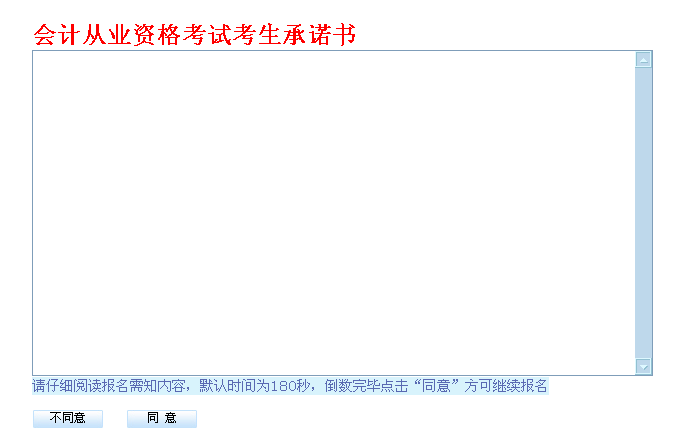 会计从业资格考试考生承诺书
请仔细阅读报名需知内容，默认时间为180秒，倒数完毕点击“同意”方可继续报名
不同意 同 意